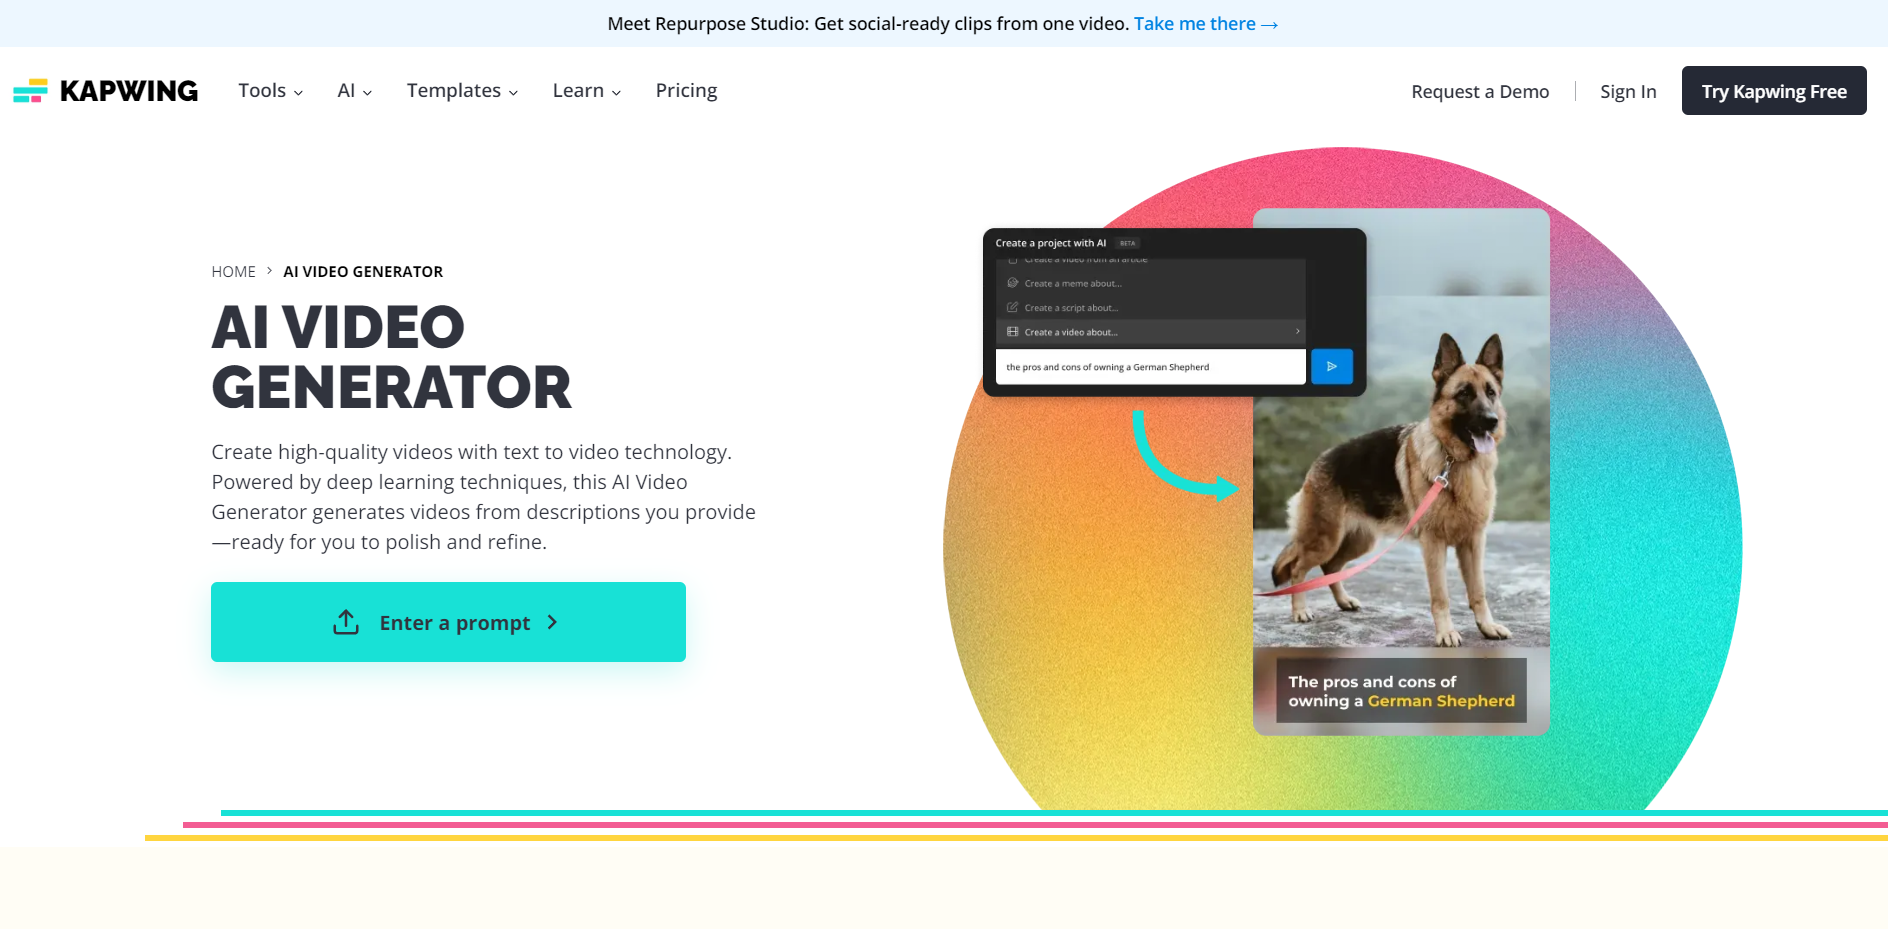 Meet Repurpose Studio: Get social-ready clips from one video. Take me there →
KAPWING
Tools
AI
Templates
Learn
Pricing
Request a Demo
Sign In
Try Kapwing Free
HOME > AI VIDEO GENERATOR
AI VIDEO
GENERATOR
Create high-quality videos with text to video technology.
Powered by deep learning techniques, this AI Video
Generator generates videos from descriptions you provide
—ready for you to polish and refine.
Enter a prompt
Create a project with AI BETA
Create a video from an article
Create a meme about...
Create a script about...
Create a video about...
the pros and cons of owning a German Shepherd
The pros and cons of
owning a German Shepherd